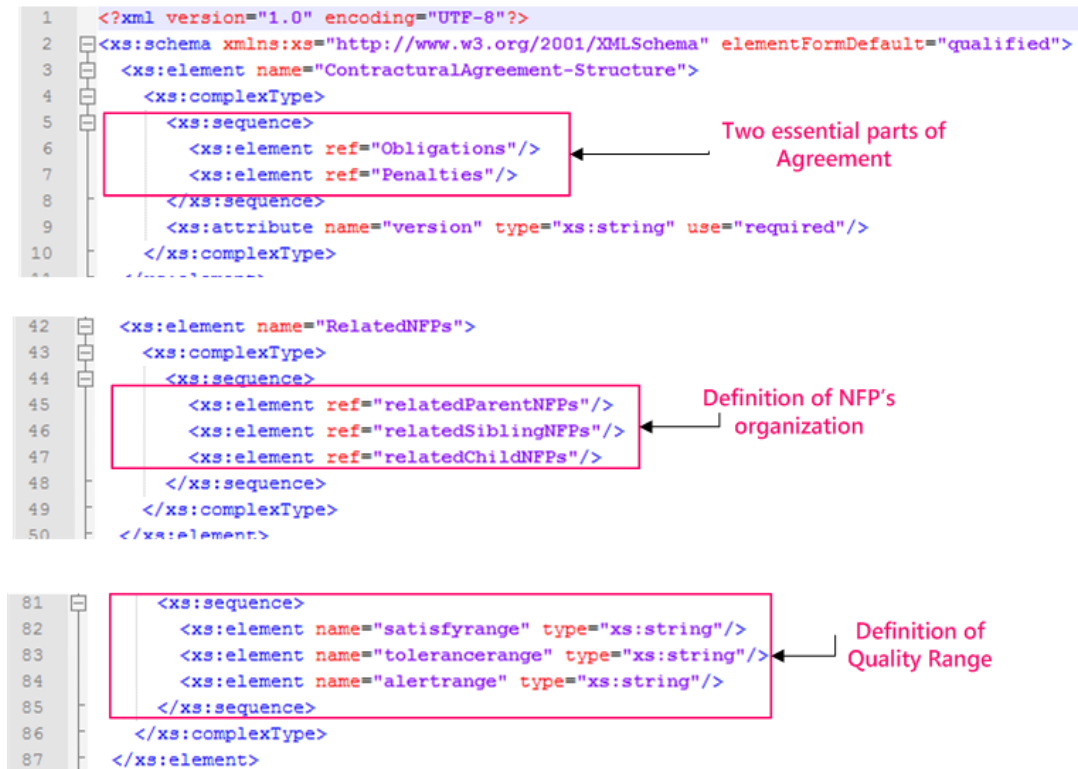 1 <?xml version="1.0" encoding="UTF-8"?>
2 <xs:schema xmlns:xs="http://www.w3.org/2001/XMLSchema" elementFormDefault="qualified">
3 <xs:element name="ContracturalAgreement-Structure">
4 <xs:complexType>
5 <xs:sequence>
6 <xs:element ref="Obligations"/>
7 <xs:element ref="Penalties"/>
8 </xs:sequence>
9 <xs:attribute name="version" type="xs:string" use="required"/>
10 </xs:complexType>
Two essential parts of
Agreement
42 <xs:element name="RelatedNFPs">
43 <xs:complexType>
44 <xs:sequence>
45 <xs:element ref="relatedParentNFPs"/>
46 <xs:element ref="relatedSiblingNFPs"/>
47 <xs:element ref="relatedChildNFPs"/>
48 </xs:sequence>
49 </xs:complexType>
50 </xs:element>
Definition of NFP's
organization
81 <xs:sequence>
82 <xs:element name="satisfyrange" type="xs:string"/>
83 <xs:element name="tolerancerange" type="xs:string"/>
84 <xs:element name="alertrange" type="xs:string"/>
85 </xs:sequence>
86 </xs:complexType>
87 </xs:element>
Definition of
Quality Range